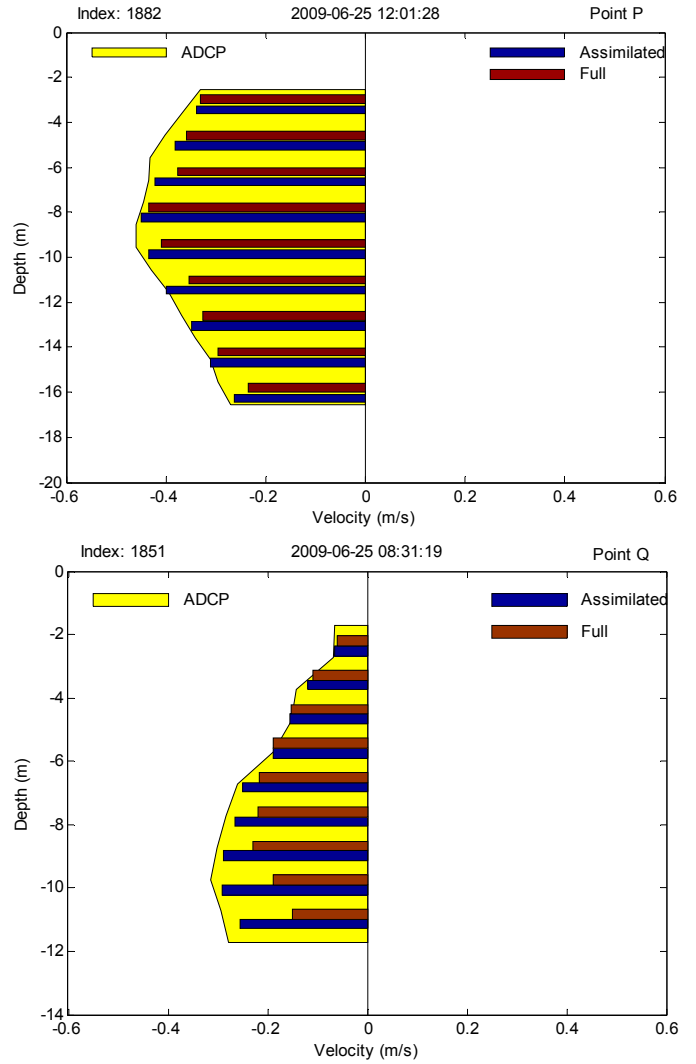 Index: 1882 2009-06-25 12:01:28 Point P
0
ADCP Assimilated
-2 Full
-4
-6
-8
Depth (m)
-10
-12
-14
-16
-18
-20
-0.6 -0.4 -0.2 0 0.2 0.4 0.6
Velocity (m/s)
Index: 1851 2009-06-25 08:31:19 Point Q
0
ADCP Assimilated
-2 Full
-4
-6
Depth (m)
-8
-10
-12
-14
-0.6 -0.4 -0.2 0 0.2 0.4 0.6
Velocity (m/s)